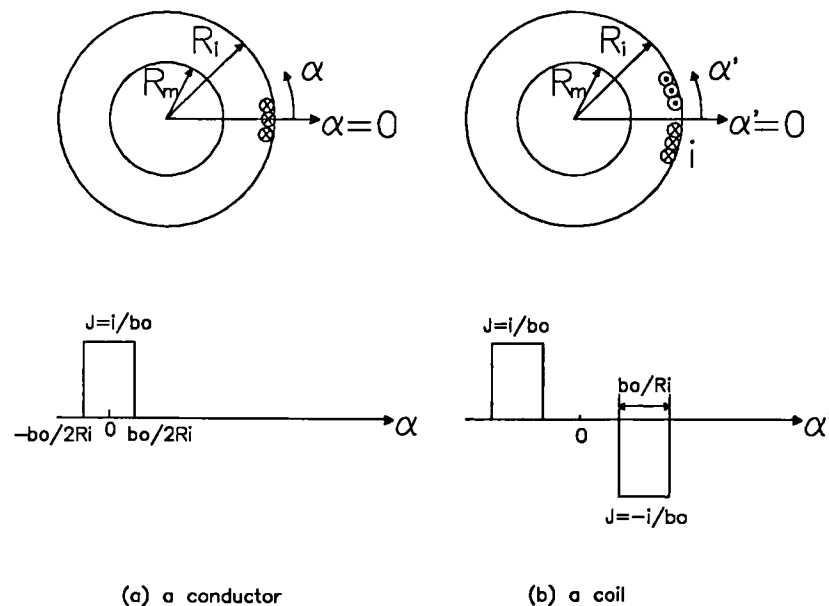 Ri
Rm
α
α=0
Ri
Rm
α'
α'=0
i
J=i/bo
-bo/2Ri
0
bo/2Ri
α
J=i/bo
bo/Ri
0
α
J=-i/bo
(a) a conductor
(b) a coil